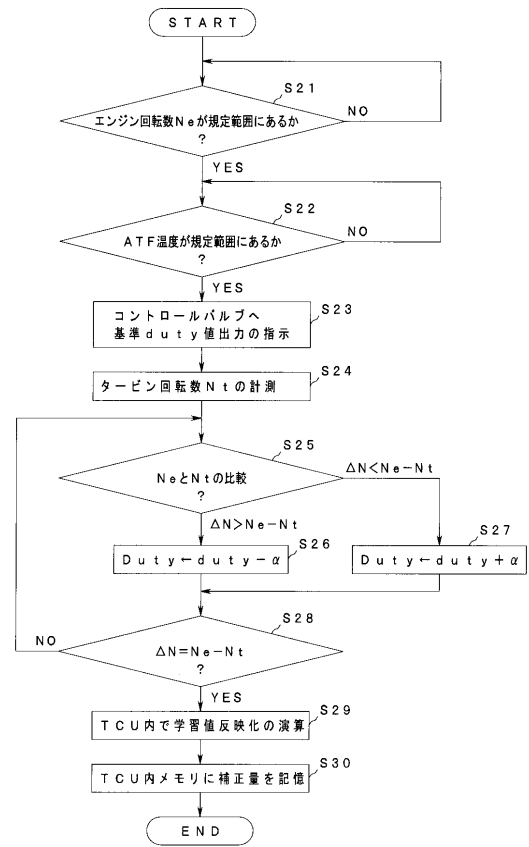 START
S21
エンジン回転数Neが規定範囲にあるか
?
NO
YES
S22
ATF温度が規定範囲にあるか
?
NO
YES
S23
コントロールバルブへ
基準duty値出力の指示
S24
タービン回転数Ntの計測
S25
NeとNtの比較
?
ΔN<Ne−Nt
ΔN>Ne−Nt
S26
Duty←duty−α
S27
Duty←duty+α
S28
ΔN=Ne−Nt
?
NO
YES
S29
TCU内で学習値反映化の演算
S30
TCU内メモリに補正量を記憶
END